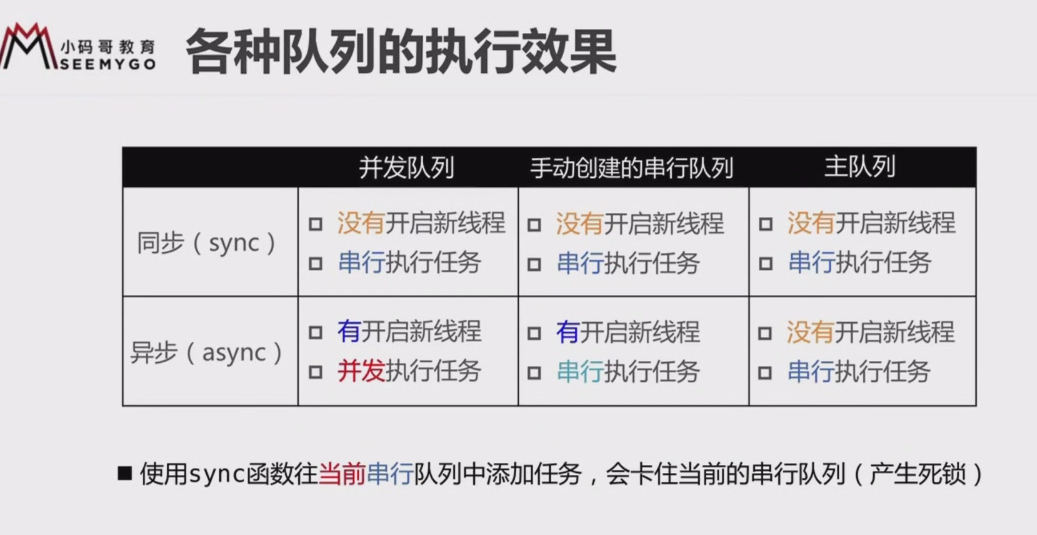 小码哥教育
SEEMYGO
各种队列的执行效果
并发队列 手动创建的串行队列 主队列
同步（sync）
没有开启新线程
串行执行任务
没有开启新线程
串行执行任务
没有开启新线程
串行执行任务
异步（async）
有开启新线程
并发执行任务
有开启新线程
串行执行任务
没有开启新线程
串行执行任务
使用sync函数往当前串行队列中添加任务，会卡住当前的串行队列（产生死锁）